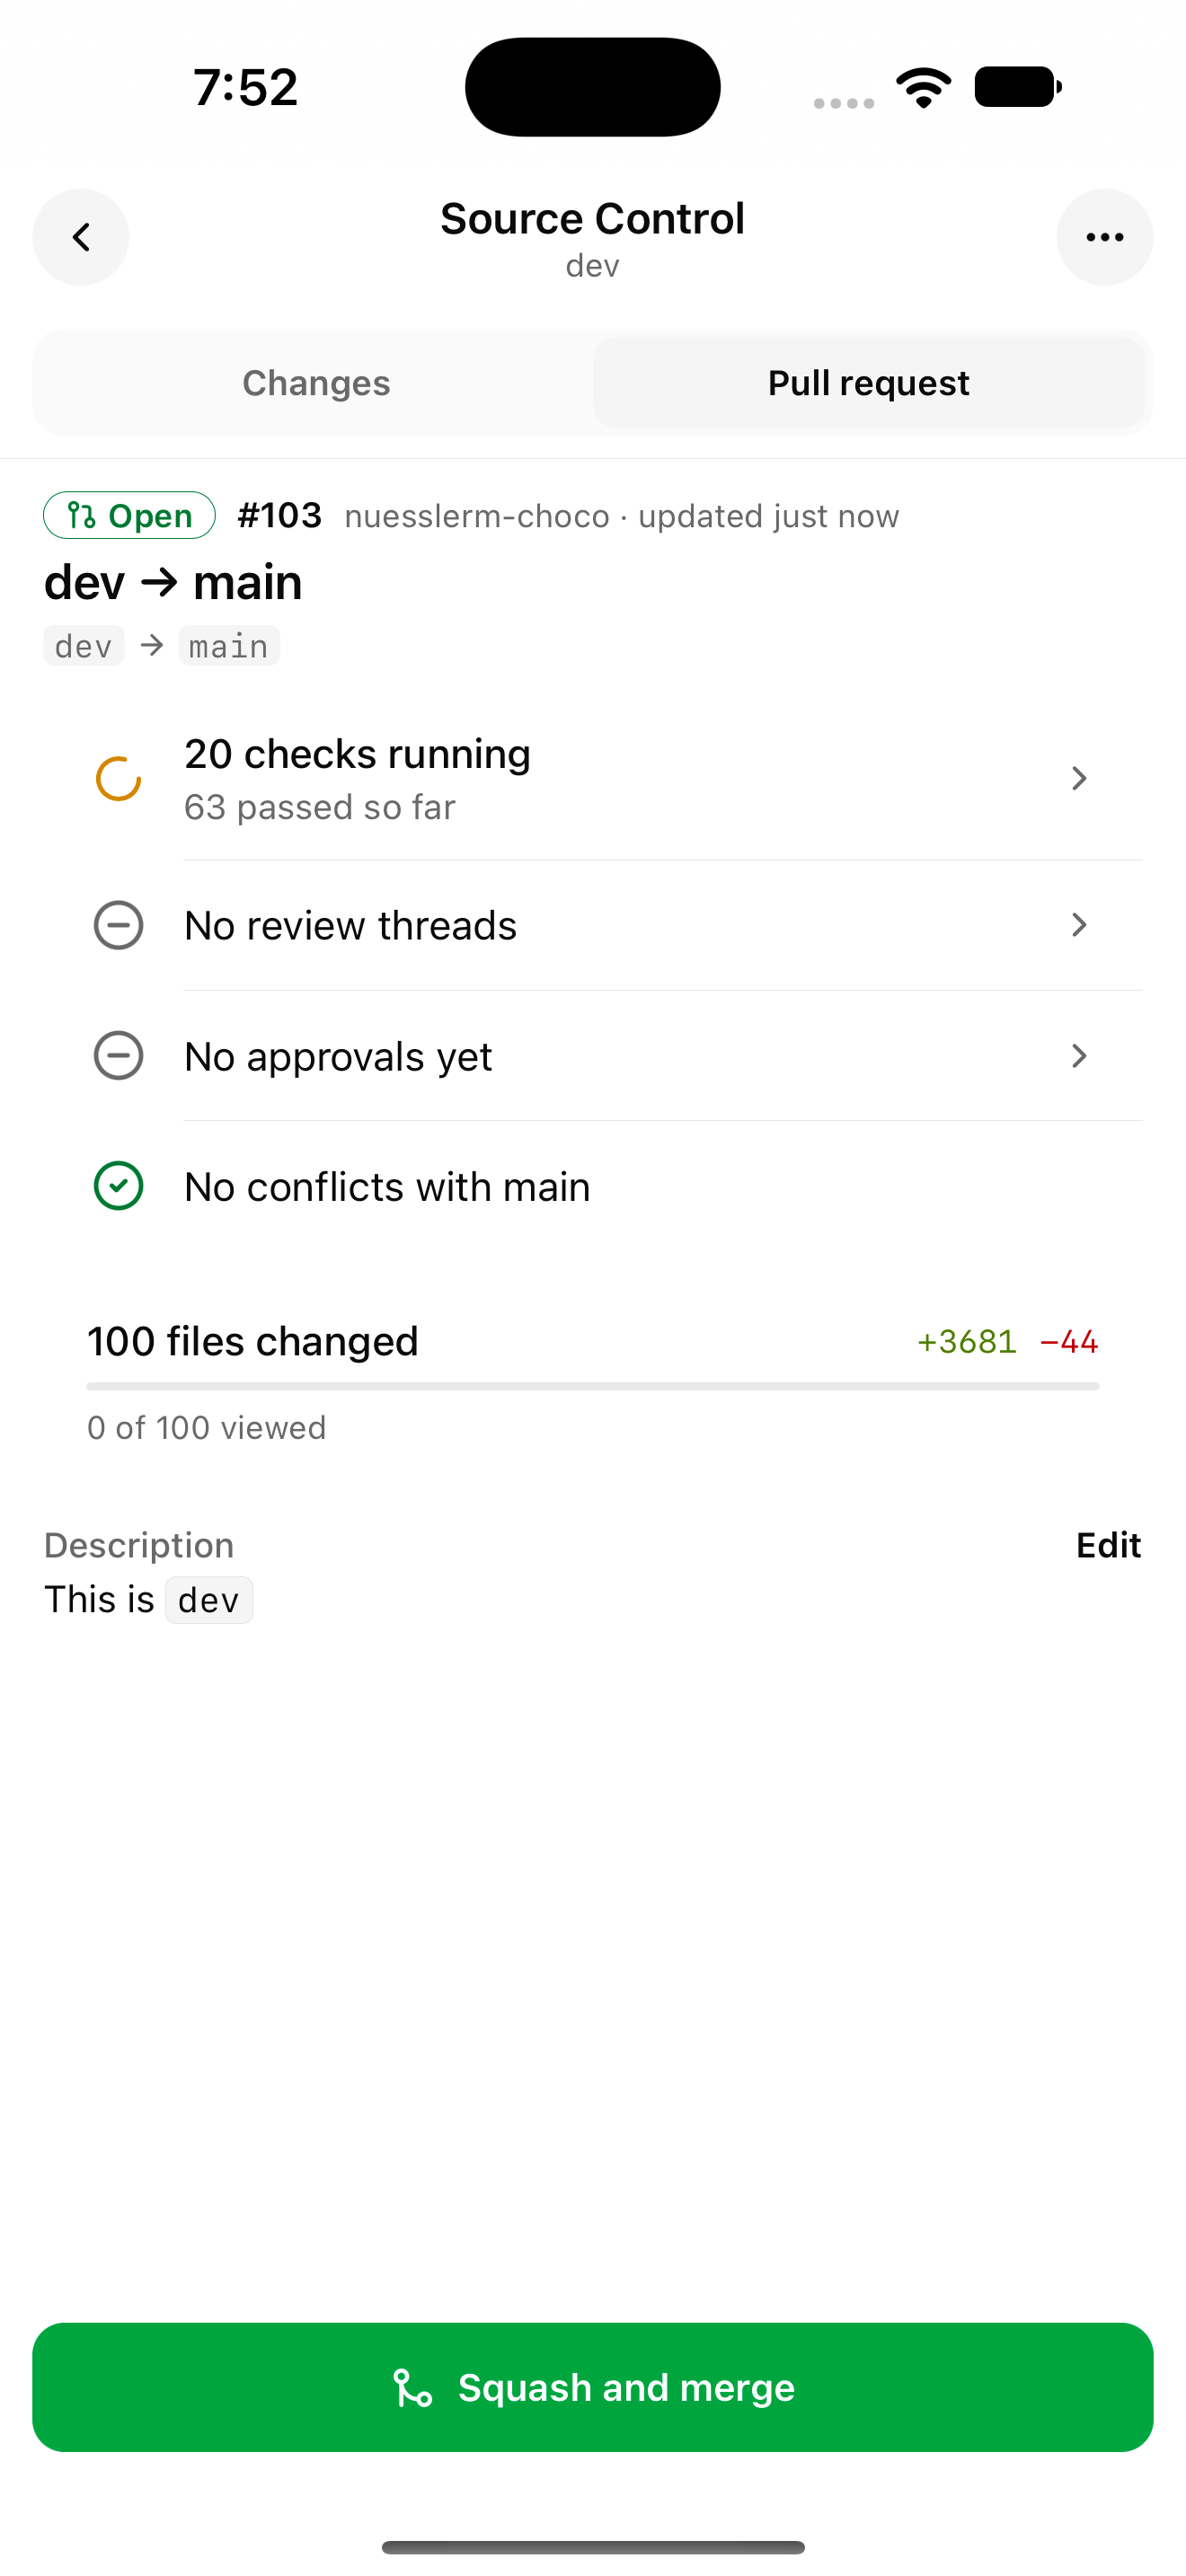 7:52
Source Control
dev
Changes
Pull request
Open #103 nuesslerm-choco · updated just now
dev → main
dev → main
20 checks running
63 passed so far
No review threads
No approvals yet
No conflicts with main
100 files changed +3681 −44
0 of 100 viewed
Description Edit
This is dev
Squash and merge